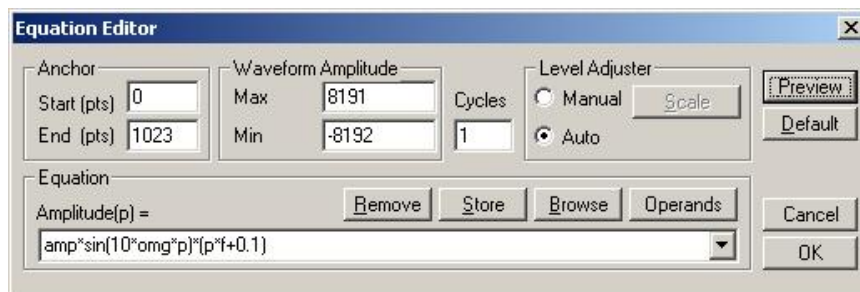 Equation Editor
Anchor
Start (pts) 0
End (pts) 1023
Waveform Amplitude
Max 8191
Min -8192
Cycles
1
Level Adjuster
Manual Scale
Auto
Preview
Default
Equation
Amplitude(p) =
Remove Store Browse Operands
amp*sin(10*omg*p)*(p*f+0.1)
Cancel
OK